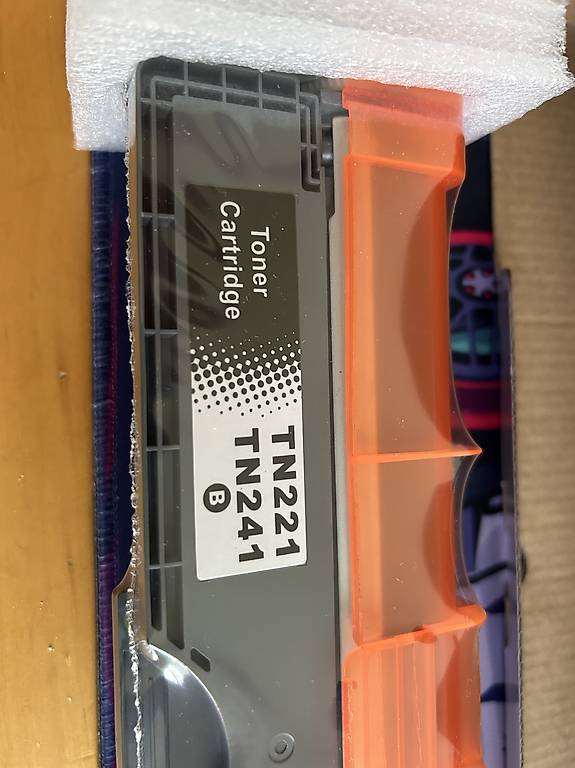 Toner
Cartridge
TN221
TN241
B